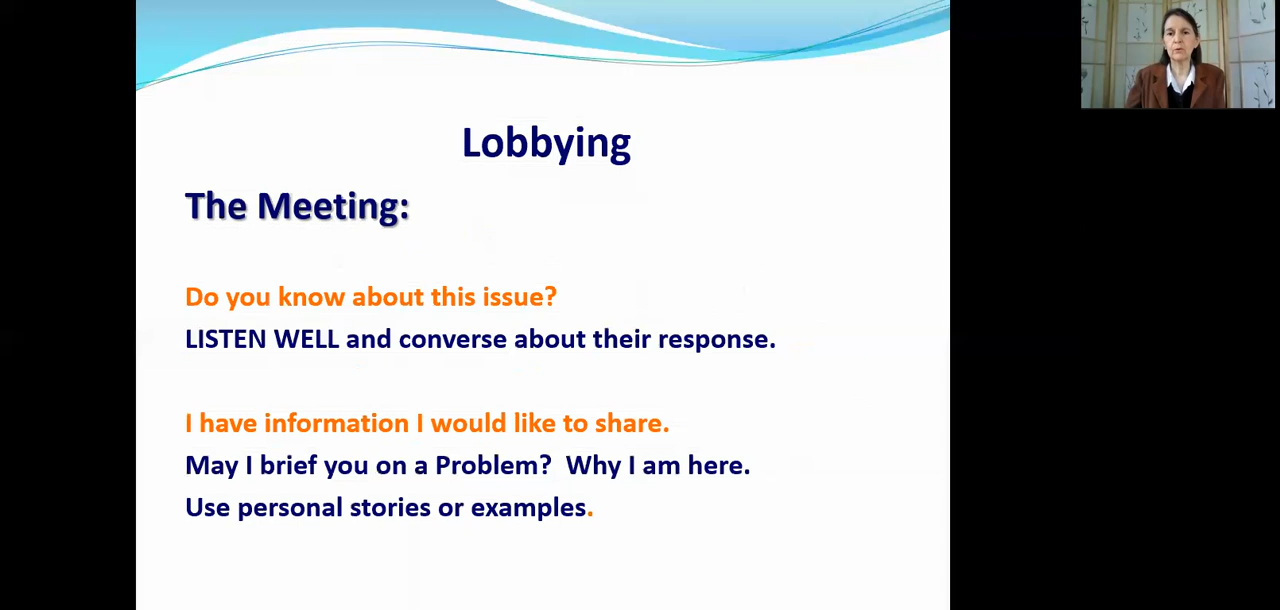 Lobbying
The Meeting:
Do you know about this issue?
LISTEN WELL and converse about their response.
I have information I would like to share.
May I brief you on a Problem?  Why I am here.
Use personal stories or examples.